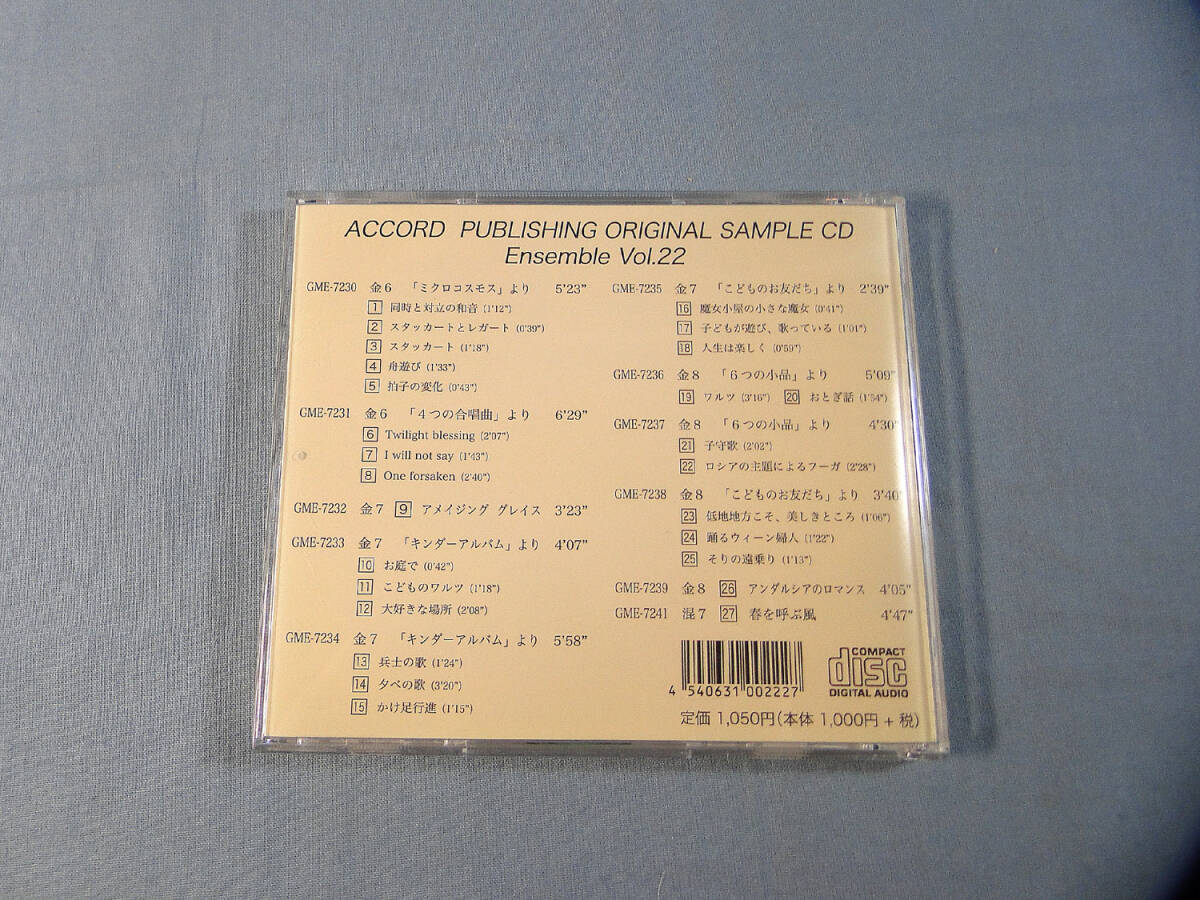 ACCORD PUBLISHING ORIGINAL SAMPLE CD
Ensemble Vol.22
GME-7230 金6 「ミクロコスモス」より 5'23"
1 同時と対立の和音 (1'12")
2 スタッカートとレガート (0'39")
3 スタッカート (1'18")
4 舟遊び (1'33")
5 拍子の変化 (0'43")
GME-7231 金6 「4つの合唱曲」より 6'29"
6 Twilight blessing (2'07")
7 I will not say (1'43")
8 One forsaken (2'40")
GME-7232 金7 9 アメイジング グレイス 3'23"
GME-7233 金7 「キンダーアルバム」より 4'07"
10 お庭で (0'42")
11 こどものワルツ (1'18")
12 大好きな場所 (2'08")
GME-7234 金7 「キンダーアルバム」より 5'58"
13 兵士の歌 (1'24")
14 夕べの歌 (3'20")
15 かけ足行進 (1'15")
GME-7235 金7 「こどものお友だち」より 2'39"
16 魔女小屋の小さな魔女 (0'41")
17 子どもが遊び、歌っている (1'01")
18 人生は楽しく (0'59")
GME-7236 金8 「6つの小品」より 5'09"
19 ワルツ (3'16") 20 おとぎ話 (1'54")
GME-7237 金8 「6つの小品」より 4'30"
21 子守歌 (2'02")
22 ロシアの主題によるフーガ (2'28")
GME-7238 金8 「こどものお友だち」より 3'40"
23 低地地方こそ、美しきところ (1'06")
24 踊るウィーン婦人 (1'22")
25 そりの遠乗り (1'13")
GME-7239 金8 26 アンダルシアのロマンス 4'05"
GME-7241 混7 27 春を呼ぶ風 4'47"
4 540631 002227
COMPACT
disc
DIGITAL AUDIO
定価 1,050円(本体 1,000円 + 税)